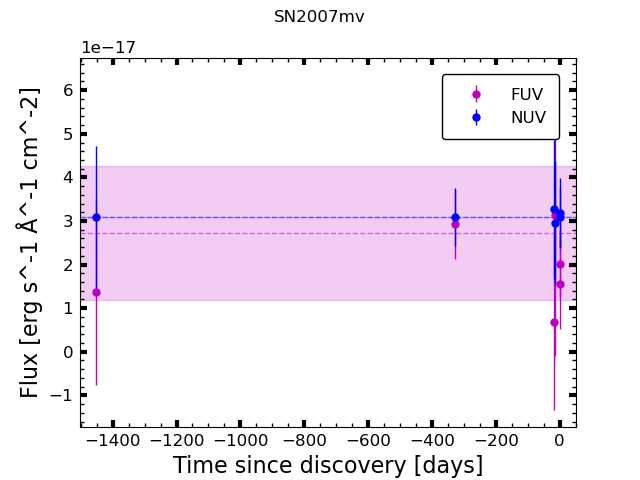 SN2007mv
1e−17
FUV
NUV
6
5
4
3
2
1
0
−1
Flux [erg s^-1 Å^-1 cm^-2]
−1400 −1200 −1000 −800 −600 −400 −200 0
Time since discovery [days]